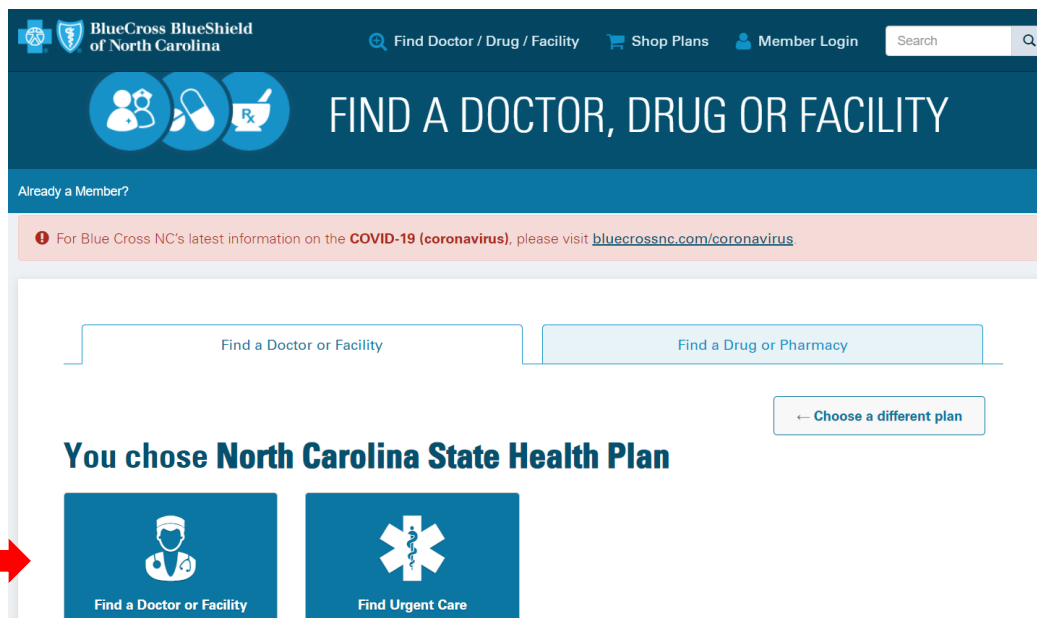 BlueCross BlueShield
of North Carolina
Find Doctor / Drug / Facility
Shop Plans
Member Login
Search
Rx
FIND A DOCTOR, DRUG OR FACILITY
Already a Member?
For Blue Cross NC's latest information on the COVID-19 (coronavirus), please visit bluecrossnc.com/coronavirus.
Find a Doctor or Facility
Find a Drug or Pharmacy
← Choose a different plan
You chose North Carolina State Health Plan
Find a Doctor or Facility
Find Urgent Care